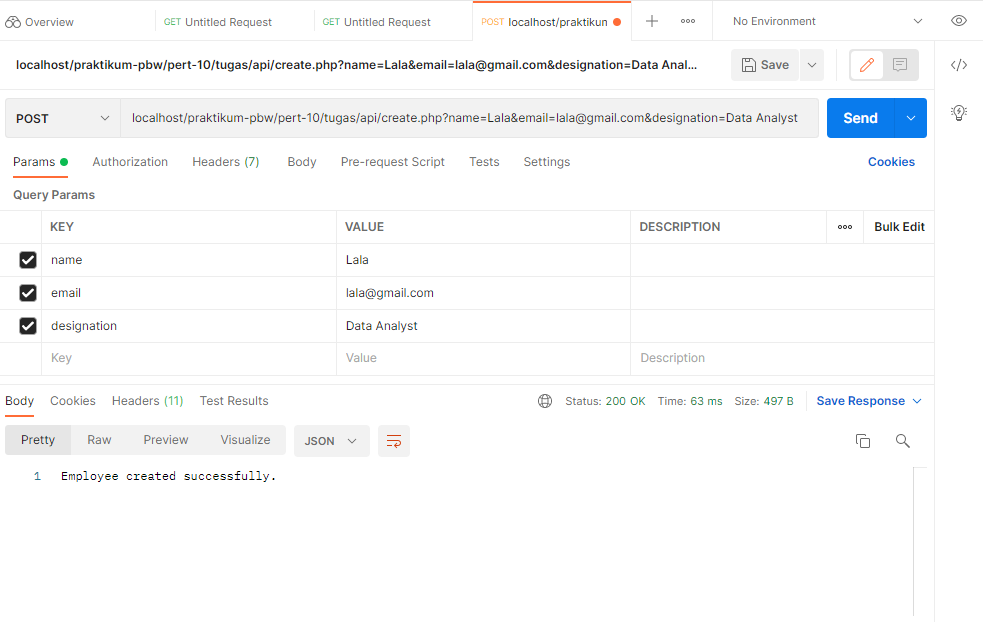 Overview GET Untitled Request GET Untitled Request POST localhost/praktikun No Environment
localhost/praktikum-pbw/pert-10/tugas/api/create.php?name=Lala&email=lala@gmail.com&designation=Data Anal... Save
POST localhost/praktikum-pbw/pert-10/tugas/api/create.php?name=Lala&email=lala@gmail.com&designation=Data Analyst Send
Params Authorization Headers (7) Body Pre-request Script Tests Settings Cookies
Query Params
KEY VALUE DESCRIPTION Bulk Edit
name Lala
email lala@gmail.com
designation Data Analyst
Key Value Description
Body Cookies Headers (11) Test Results Status: 200 OK Time: 63 ms Size: 497 B Save Response
Pretty Raw Preview Visualize JSON
1 Employee created successfully.